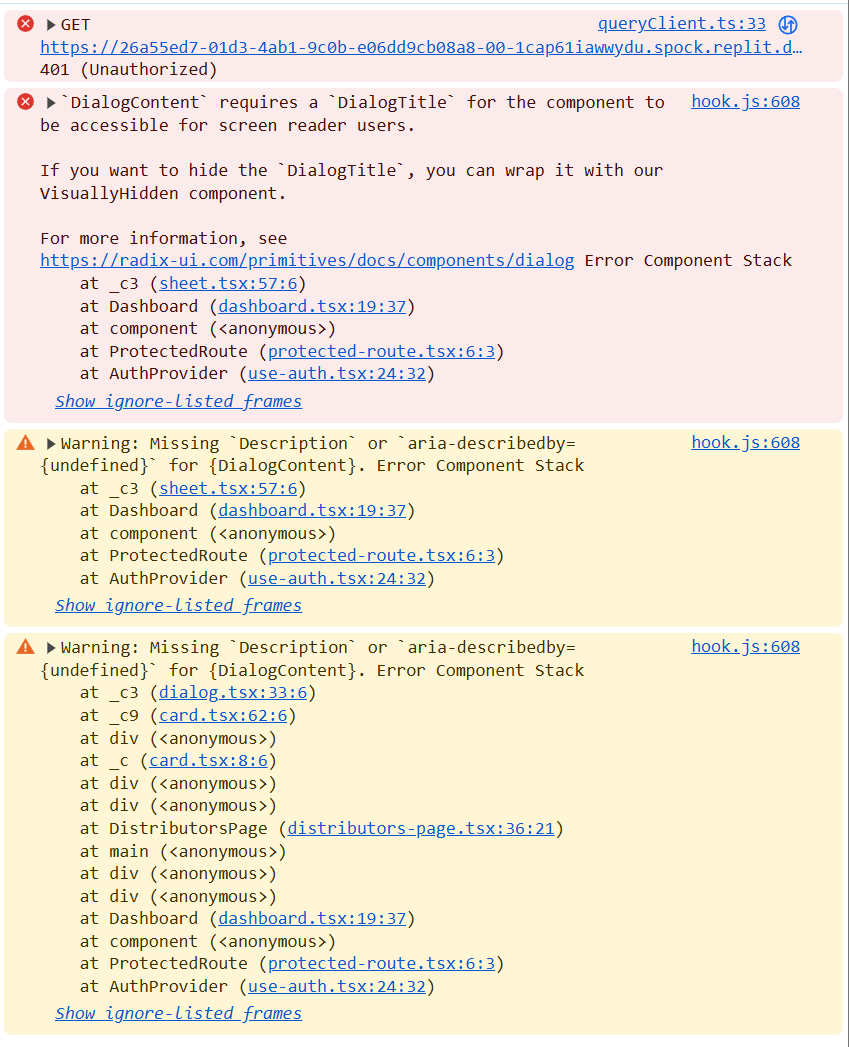 GET queryClient.ts:33
https://26a55ed7-01d3-4ab1-9c0b-e06dd9cb08a8-00-1cap61iawwydu.spock.replit.d…
401 (Unauthorized)
`DialogContent` requires a `DialogTitle` for the component to hook.js:608
be accessible for screen reader users.
If you want to hide the `DialogTitle`, you can wrap it with our
VisuallyHidden component.
For more information, see
https://radix-ui.com/primitives/docs/components/dialog Error Component Stack
at _c3 (sheet.tsx:57:6)
at Dashboard (dashboard.tsx:19:37)
at component (<anonymous>)
at ProtectedRoute (protected-route.tsx:6:3)
at AuthProvider (use-auth.tsx:24:32)
Show ignore-listed frames
Warning: Missing `Description` or `aria-describedby= hook.js:608
{undefined}` for {DialogContent}. Error Component Stack
at _c3 (sheet.tsx:57:6)
at Dashboard (dashboard.tsx:19:37)
at component (<anonymous>)
at ProtectedRoute (protected-route.tsx:6:3)
at AuthProvider (use-auth.tsx:24:32)
Show ignore-listed frames
Warning: Missing `Description` or `aria-describedby= hook.js:608
{undefined}` for {DialogContent}. Error Component Stack
at _c3 (dialog.tsx:33:6)
at _c9 (card.tsx:62:6)
at div (<anonymous>)
at _c (card.tsx:8:6)
at div (<anonymous>)
at div (<anonymous>)
at DistributorsPage (distributors-page.tsx:36:21)
at main (<anonymous>)
at div (<anonymous>)
at div (<anonymous>)
at Dashboard (dashboard.tsx:19:37)
at component (<anonymous>)
at ProtectedRoute (protected-route.tsx:6:3)
at AuthProvider (use-auth.tsx:24:32)
Show ignore-listed frames